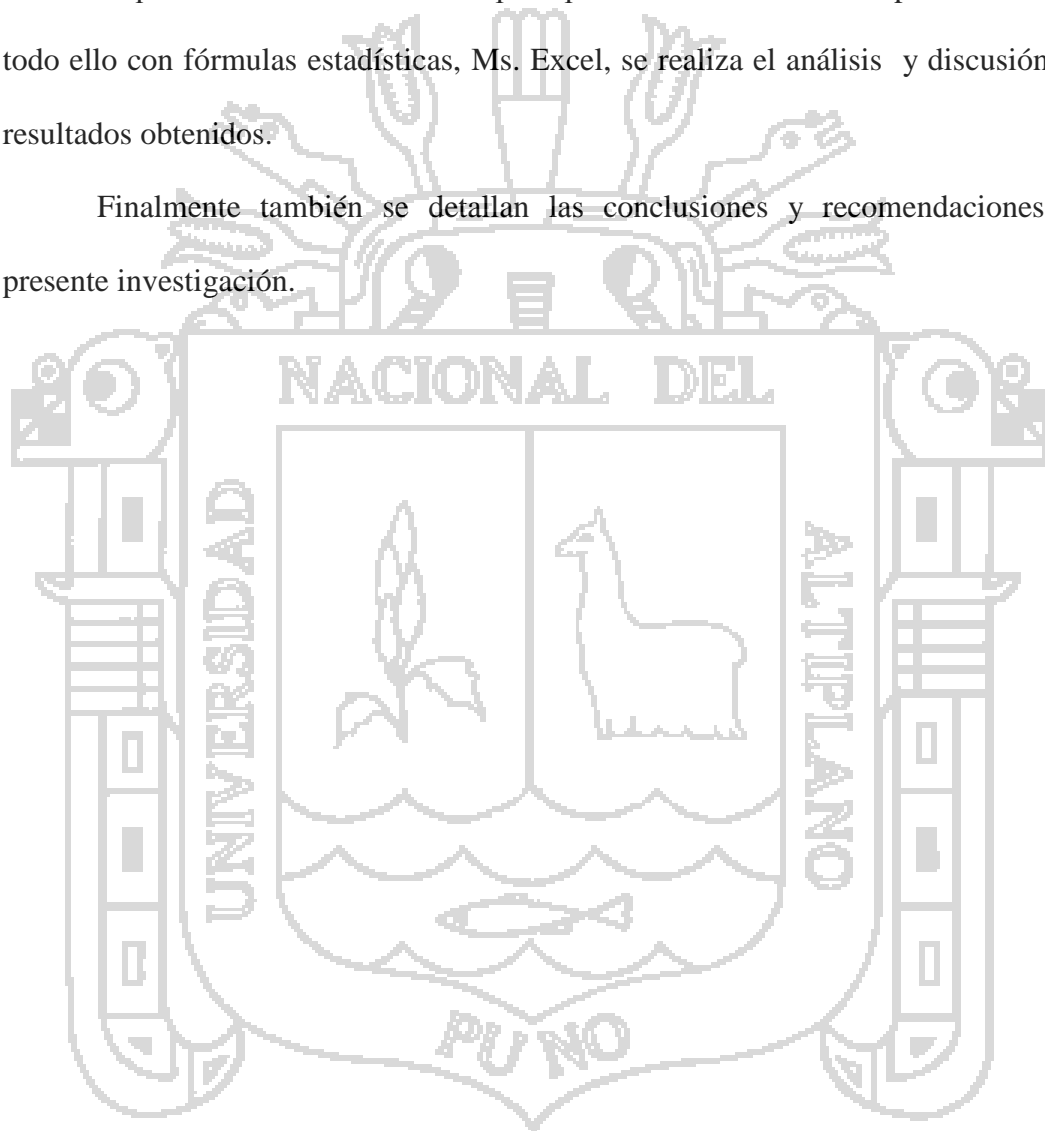 todo ello con fórmulas estadísticas, Ms. Excel, se realiza el análisis y discusión
resultados obtenidos.
Finalmente también se detallan las conclusiones y recomendaciones
presente investigación.
NACIONAL DEL
UNIVERSIDAD
ALTIPLANO
PUNO